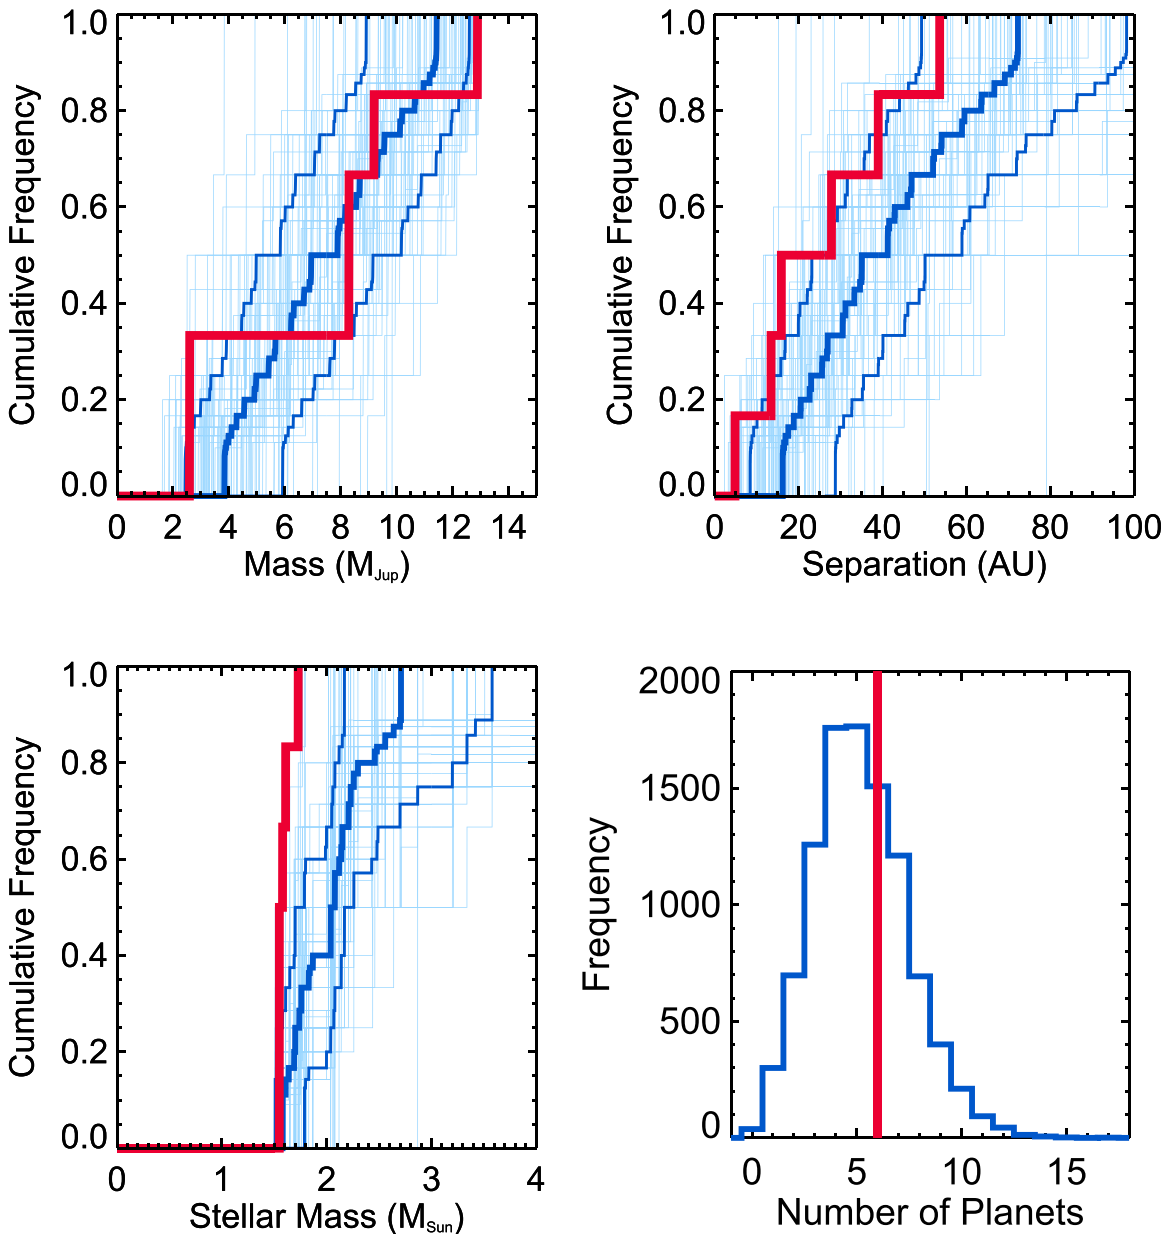 Cumulative Frequency
1.0
0.8
0.6
0.4
0.2
0.0
0 2 4 6 8 10 12 14
Mass (MJup)
Cumulative Frequency
1.0
0.8
0.6
0.4
0.2
0.0
0 20 40 60 80 100
Separation (AU)
Cumulative Frequency
1.0
0.8
0.6
0.4
0.2
0.0
0 1 2 3 4
Stellar Mass (MSun)
Frequency
2000
1500
1000
500
0
0 5 10 15
Number of Planets